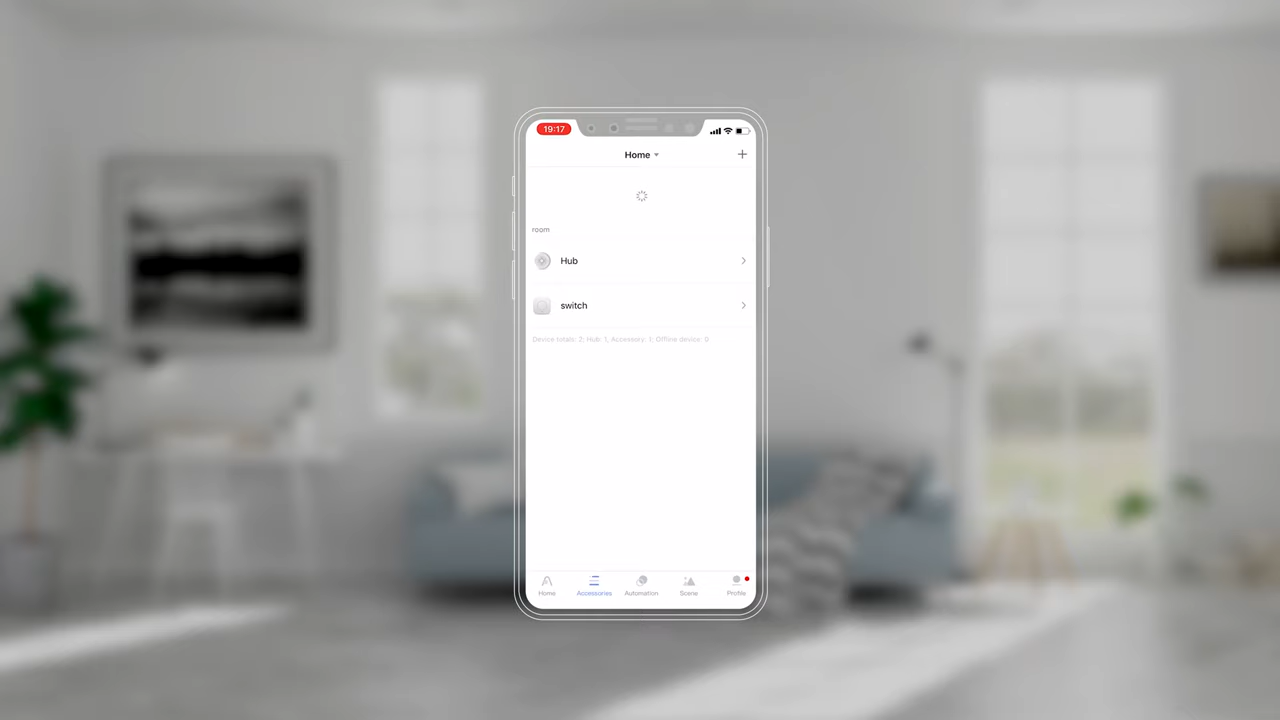 19:17
Home
room
Hub
switch
Device totals: 2; Hub: 1, Accessory: 1; Offline device: 0
Home
Accessories
Automation
Scene
Profile